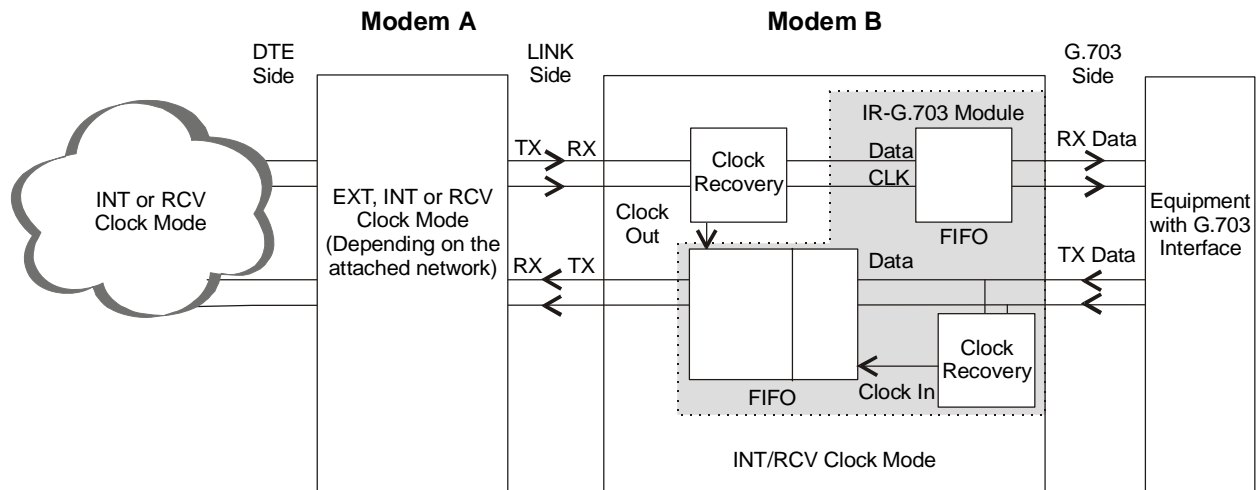 Modem A
Modem B
DTE
Side
LINK
Side
G.703
Side
INT or RCV
Clock Mode
EXT, INT or RCV
Clock Mode
(Depending on the
attached network)
TX
RX
RX
TX
Clock
Recovery
Clock
Out
IR-G.703 Module
Data
CLK
FIFO
RX Data
Data
TX Data
Clock
Recovery
Clock In
FIFO
INT/RCV Clock Mode
Equipment
with G.703
Interface